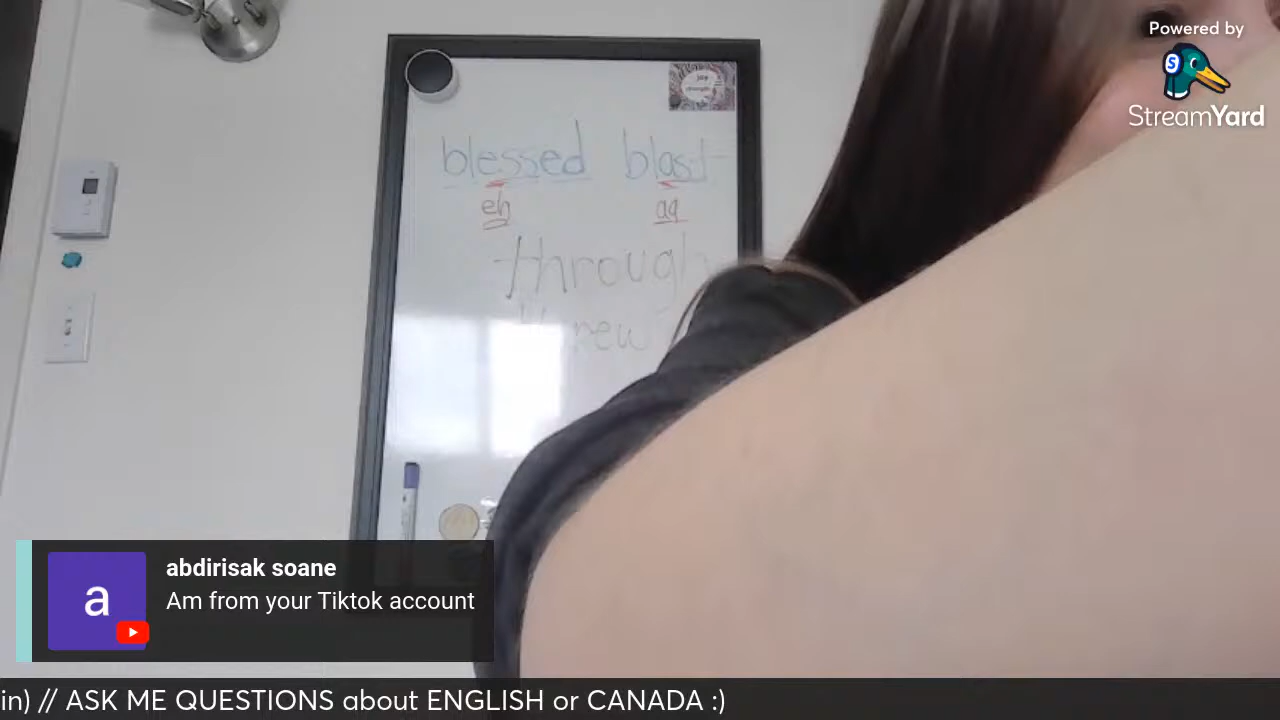 Powered by
StreamYard
blessed blast
eh
through
abdirisak soane
a
Am from your Tiktok account
in) // ASK ME QUESTIONS about ENGLISH or CANADA :)